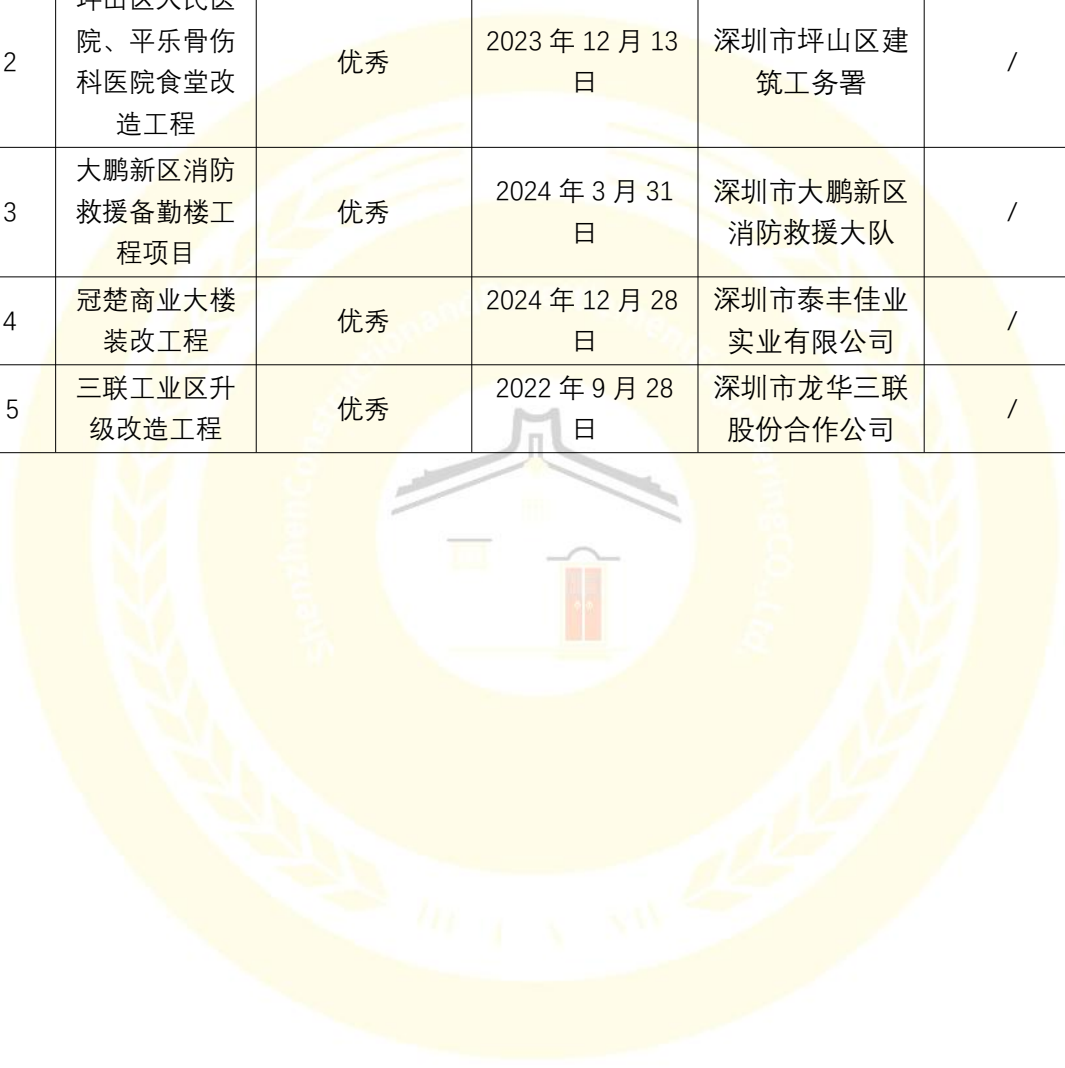 坪山区人民医
2 院、平乐骨伤 优秀 2023 年 12 月 13 深圳市坪山区建 /
科医院食堂改 日 筑工务署
造工程
大鹏新区消防
3 救援备勤楼工 优秀 2024 年 3 月 31 深圳市大鹏新区 /
程项目 日 消防救援大队
4 冠楚商业大楼 优秀 2024 年 12 月 28 深圳市泰丰佳业 /
装改工程 日 实业有限公司
5 三联工业区升 优秀 2022 年 9 月 28 深圳市龙华三联 /
级改造工程 日 股份合作公司